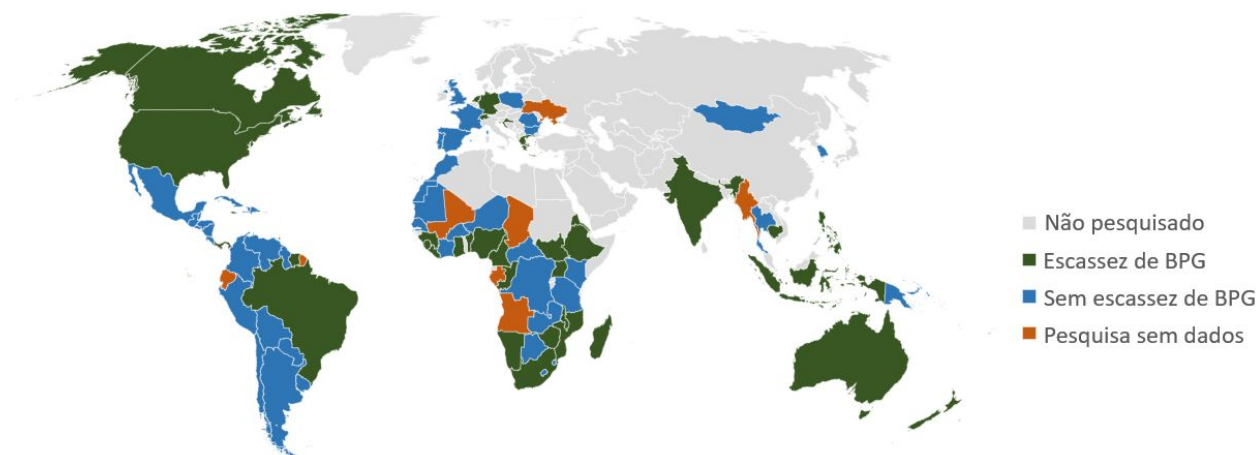 Não pesquisado
Escassez de BPG
Sem escassez de BPG
Pesquisa sem dados